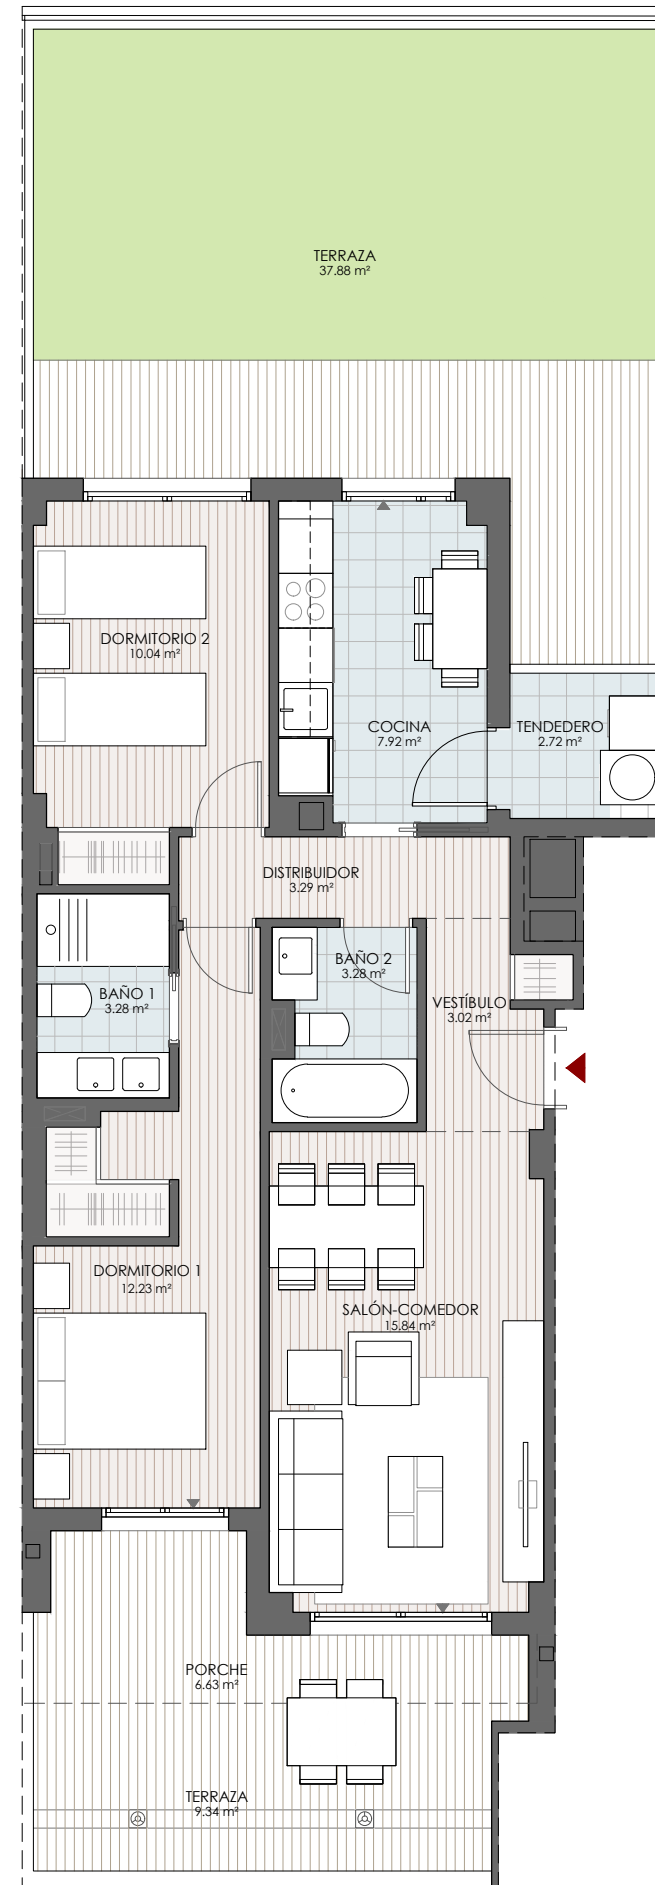 TERRAZA
37.88 m²
DORMITORIO 2
10.04 m²
COCINA
7.92 m²
TENDEDERO
2.72 m²
DISTRIBUIDOR
3.29 m²
BAÑO 2
3.28 m²
BAÑO 1
3.28 m²
VESTÍBULO
3.02 m²
DORMITORIO 1
12.23 m²
SALÓN-COMEDOR
15.84 m²
PORCHE
6.63 m²
TERRAZA
9.34 m²